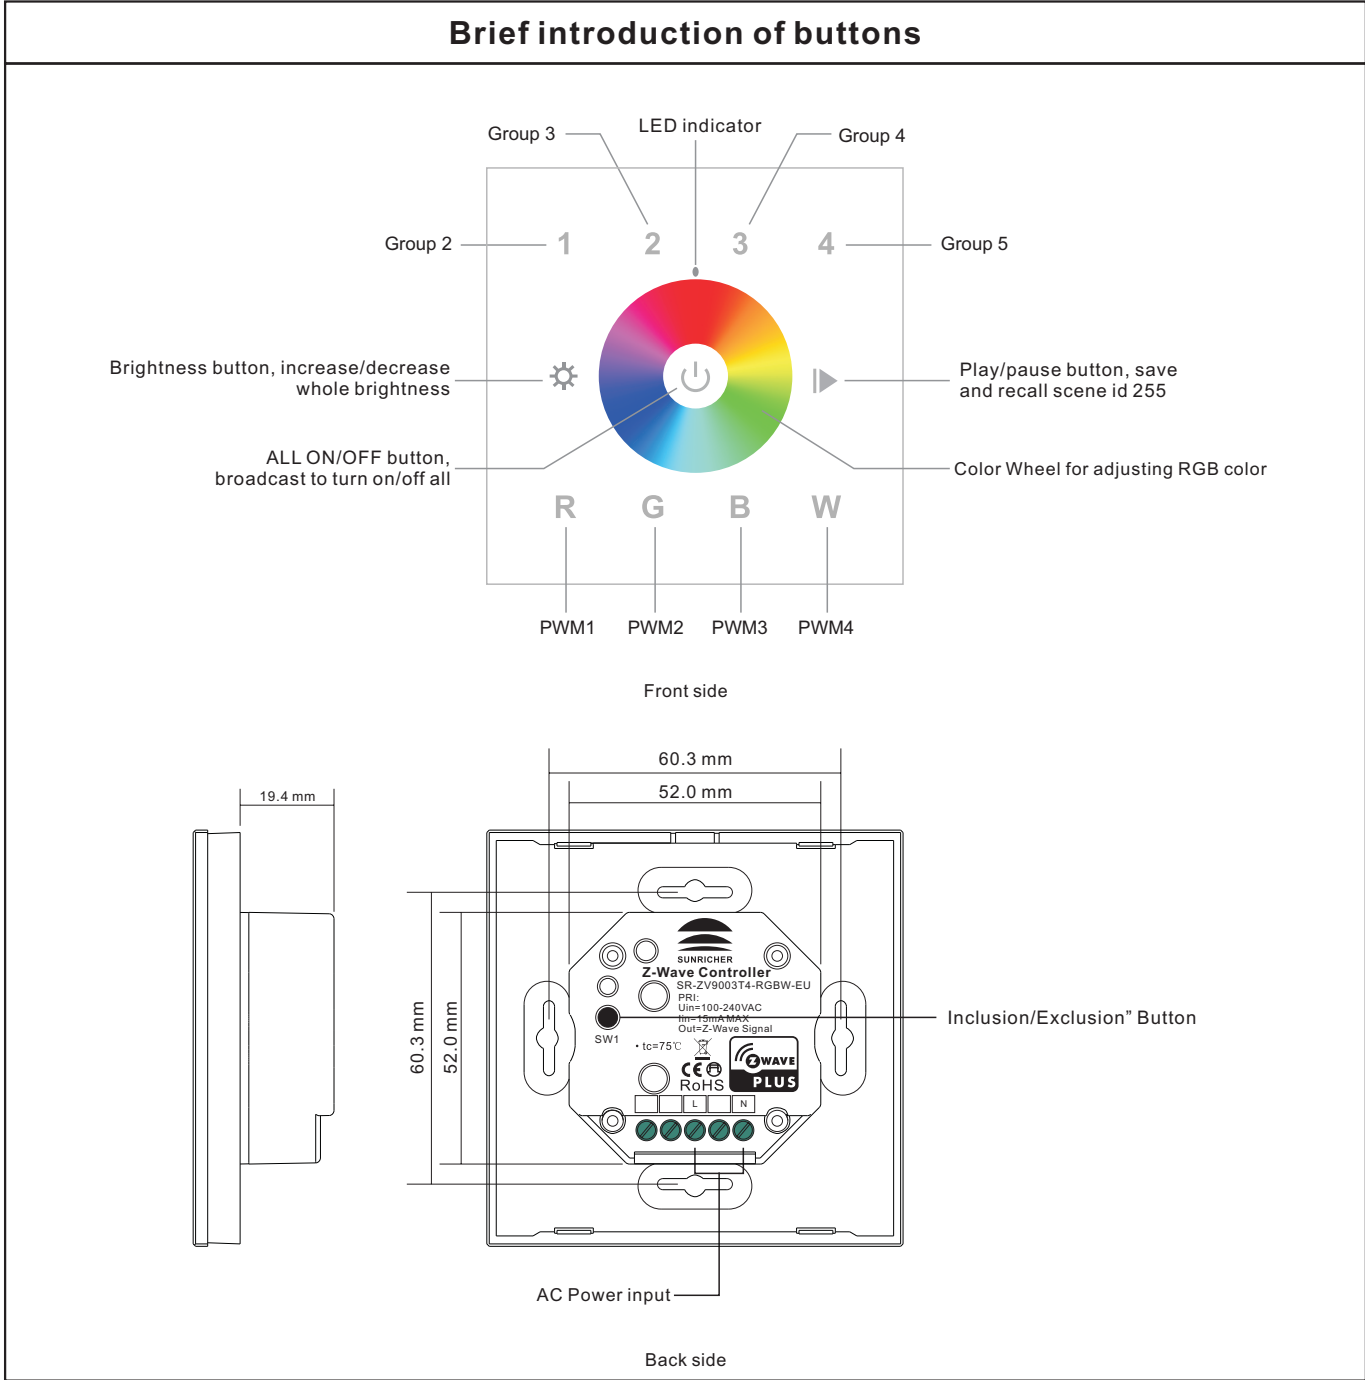 Brief introduction of buttons
Group 3
LED indicator
Group 4
Group 2
1
2
3
4
Group 5
Brightness button, increase/decrease
whole brightness
Play/pause button, save
and recall scene id 255
ALL ON/OFF button,
broadcast to turn on/off all
Color Wheel for adjusting RGB color
R
G
B
W
PWM1
PWM2
PWM3
PWM4
Front side
60.3 mm
52.0 mm
19.4 mm
60.3 mm
52.0 mm
SUNRICHER
Z-Wave Controller
SR-ZV9003T4-RGBW-EU
PRI:
Uin=100-240VAC
Iin=15mA MAX
Out=Z-Wave Signal
SW1
Inclusion/Exclusion” Button
• tc=75℃
CE
RoHS
Z WAVE
PLUS
L
N
AC Power input
Back side